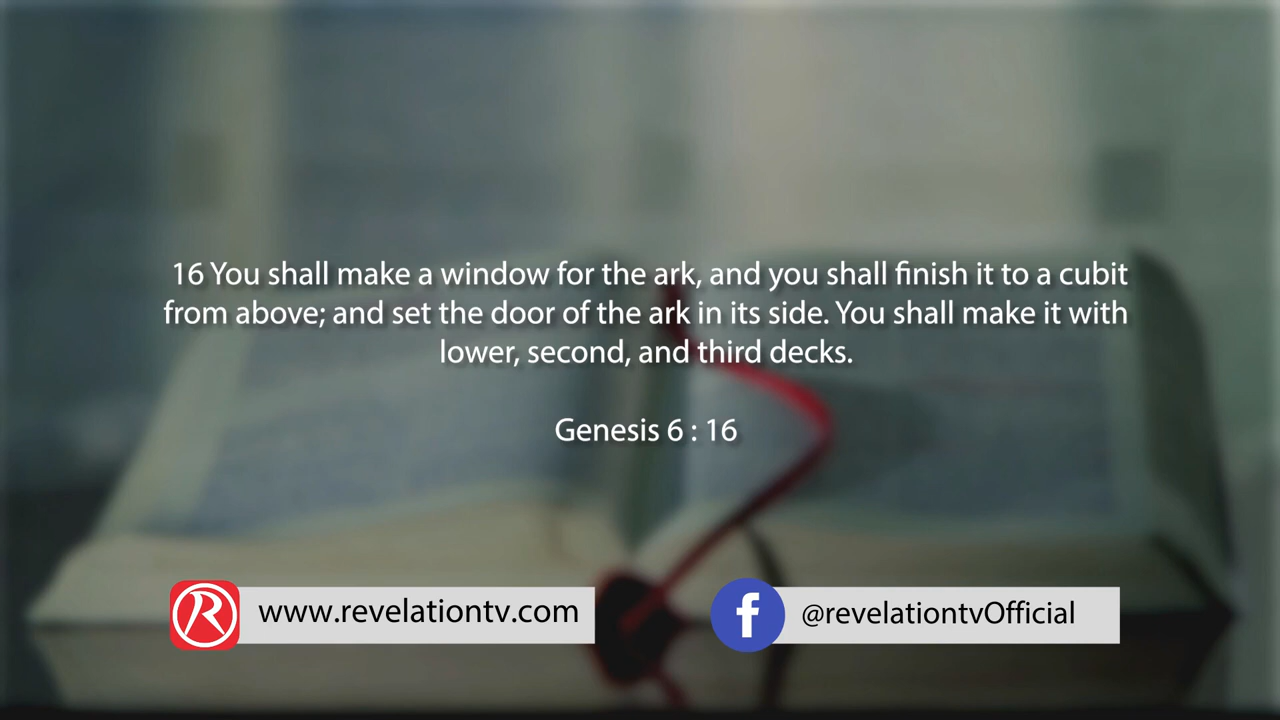 16 You shall make a window for the ark, and you shall finish it to a cubit
from above; and set the door of the ark in its side. You shall make it with
lower, second, and third decks.
Genesis 6 : 16
R www.revelationtv.com
f @revelationtvOfficial